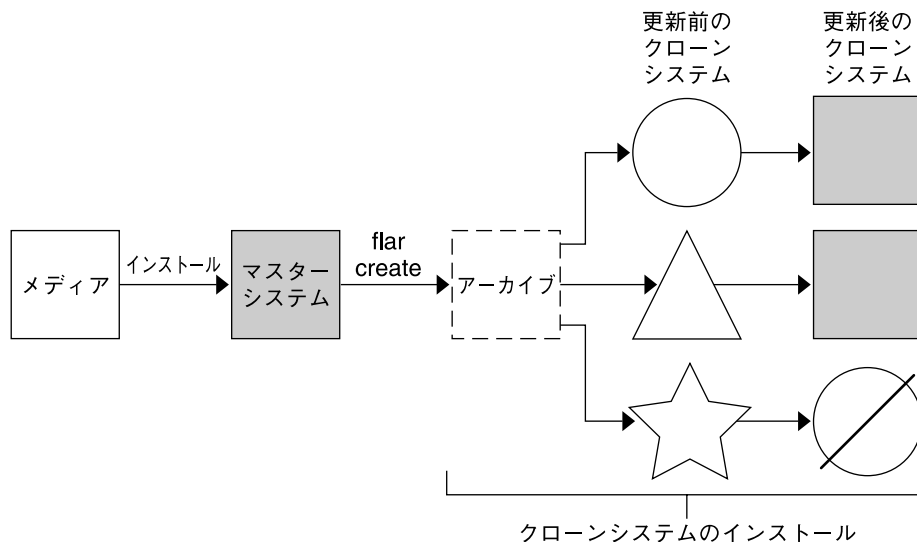 更新前の
クローン
システム
更新後の
クローン
システム
メディア
インストール
マスター
システム
flar
create
アーカイブ
クローンシステムのインストール